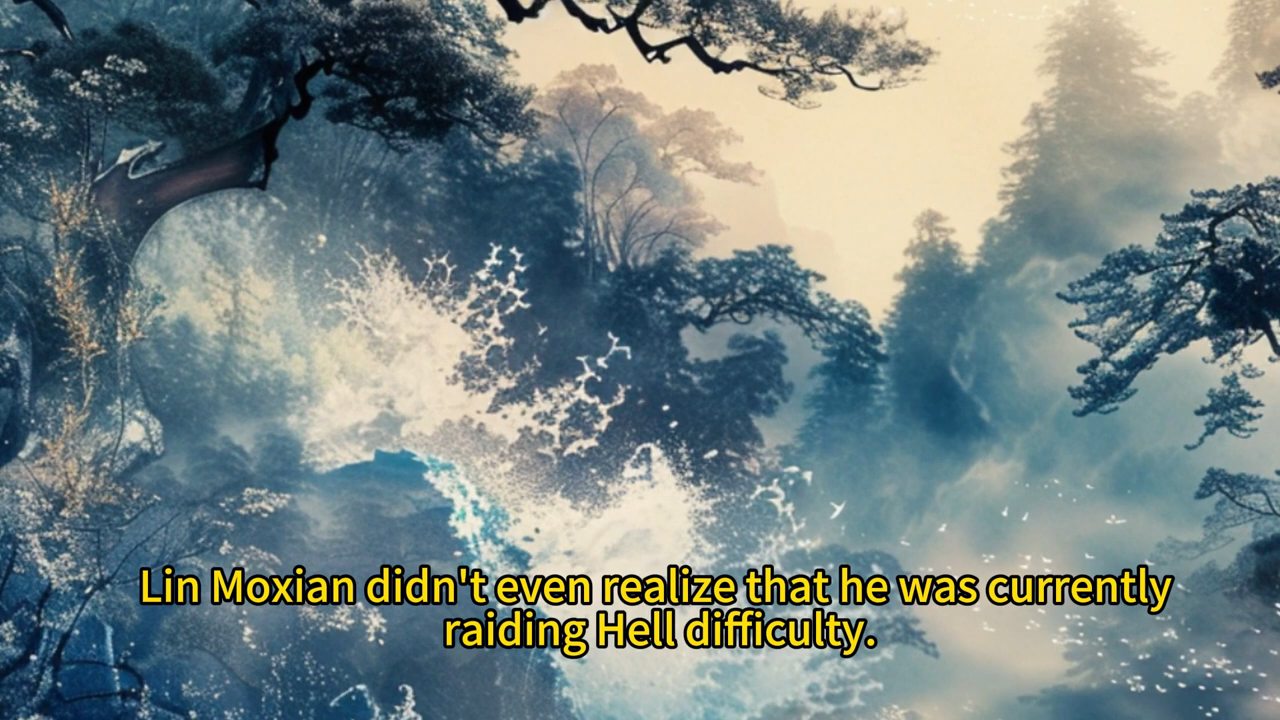 Lin Moxian didn't even realize that he was currently
raiding Hell difficulty.